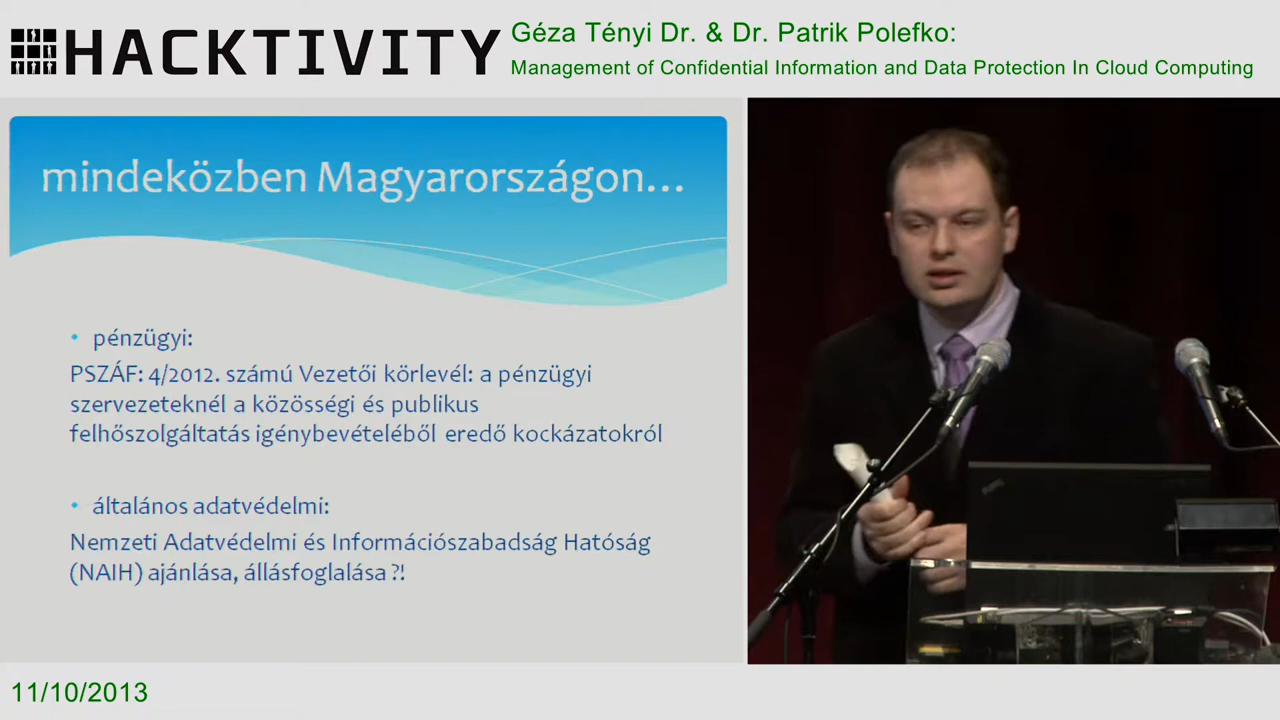 HACKTIVITY
Géza Tényi Dr. & Dr. Patrik Polefko:
Management of Confidential Information and Data Protection In Cloud Computing
mindeközben Magyarországon...
• pénzügyi:
PSZÁF: 4/2012. számú Vezetői körlevél: a pénzügyi
szervezeteknél a közösségi és publikus
felhőszolgáltatás igénybevételéből eredő kockázatokról
• általános adatvédelmi:
Nemzeti Adatvédelmi és Információszabadság Hatóság
(NAIH) ajánlása, állásfoglalása ?!
11/10/2013